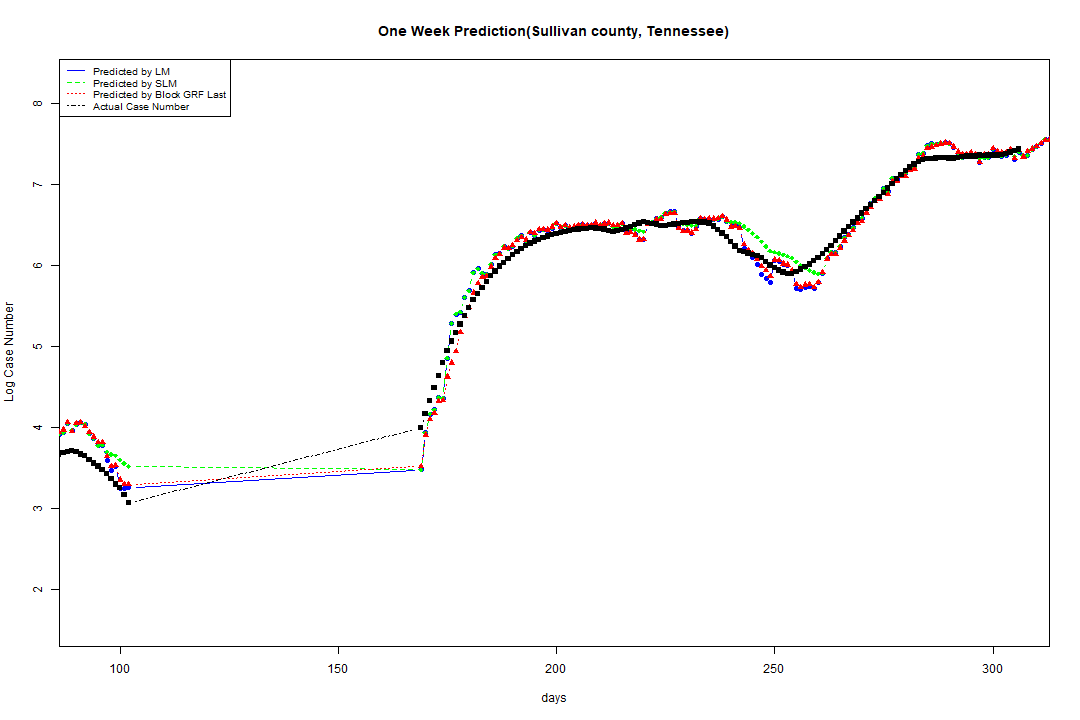 One Week Prediction(Sullivan county, Tennessee)
Predicted by LM
Predicted by SLM
Predicted by Block GRF Last
Actual Case Number
8
7
6
5
4
3
2
Log Case Number
100 150 200 250 300
days